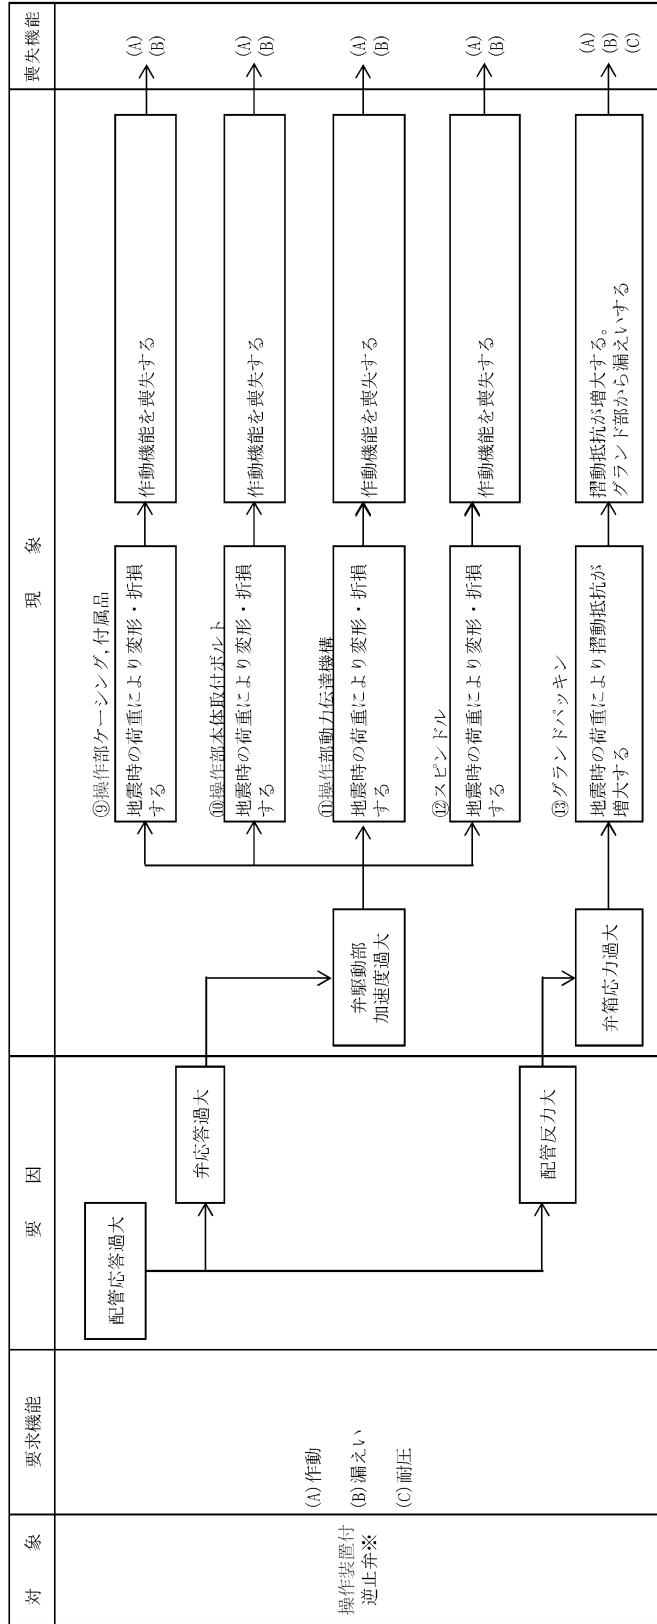 対　象
要求機能
要　因
現　象
喪失機能
操作装置付
逆止弁※
(A)作動
(B)漏えい
(C)耐圧
配管応答過大
弁応答過大
配管反力大
弁駆動部
加速度過大
弁箱応力過大
⑨操作部ケーシング,付属品
地震時の荷重により変形・折損
する
作動機能を喪失する
(A)
(B)
⑩操作部本体取付ボルト
地震時の荷重により変形・折損
する
作動機能を喪失する
(A)
(B)
⑪操作部動力伝達機構
地震時の荷重により変形・折損
する
作動機能を喪失する
(A)
(B)
⑫スピンドル
地震時の荷重により変形・折損
する
作動機能を喪失する
(A)
(B)
⑬グランドパッキン
地震時の荷重により摺動抵抗が
増大する
摺動抵抗が増大する。
グランド部から漏えいする
(A)
(B)
(C)